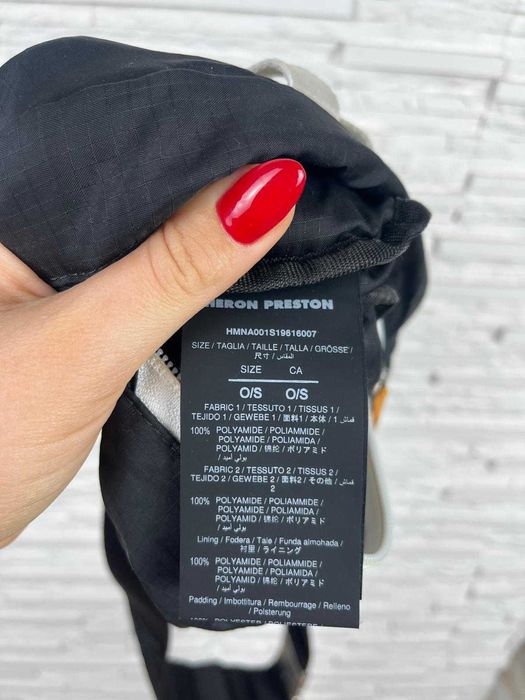 HERON PRESTON
HMNA001S19616007
SIZE / TAGLIA / TAILLE / TALLA / GRÖSSE /
尺寸 / المقاس /
SIZE CA
O/S O/S
FABRIC 1 / TESSUTO 1 / TISSUS 1 /
TEJIDO 1 / GEWEBE 1 / 面料1 / 本体 / قماش 1
100% POLYAMIDE / POLIAMMIDE /
POLYAMIDE / POLIAMIDA /
POLYAMID / 锦纶 / ポリアミド
/ بولي أميد
FABRIC 2 / TESSUTO 2 / TISSUS 2 /
TEJIDO 2 / GEWEBE 2 / 面料2 / その他 / قماش
2
100% POLYAMIDE / POLIAMMIDE /
POLYAMIDE / POLIAMIDA /
POLYAMID / 锦纶 / ポリアミド
/ بولي أميد
Lining / Fodera / Taie / Funda almohada /
衬里 / ライニング
100% POLYAMIDE / POLIAMMIDE /
POLYAMIDE / POLIAMIDA /
POLYAMID / 锦纶 / ポリアミド
/ بولي أميد
Padding / Imbottitura / Rembourrage / Relleno
/ Polsterung
100% POLYESTER / POLIESTERE